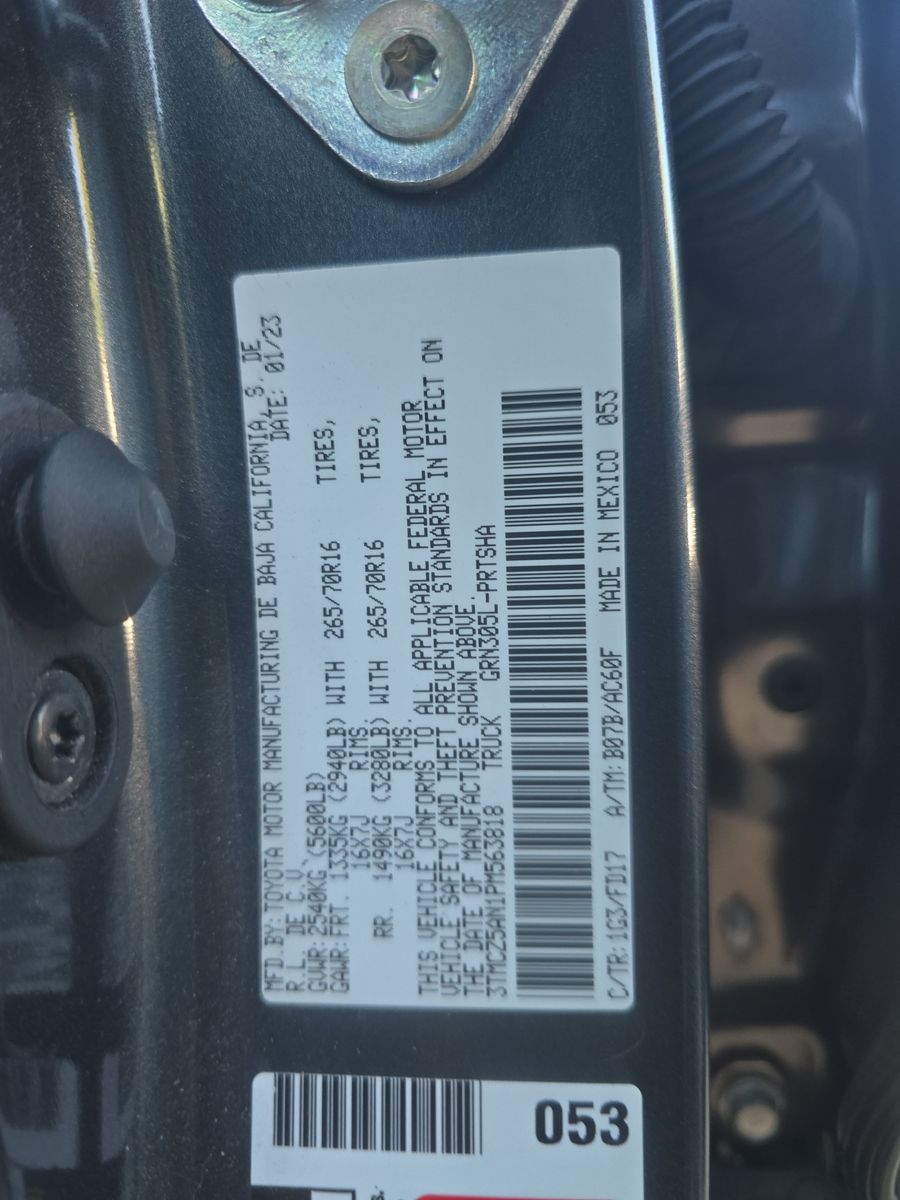 MFD.BY: TOYOTA MOTOR MANUFACTURING DE BAJA CALIFORNIA, S. DE
R.L. DE C.V. DATE: 01/23
GVWR: 2540KG (5600LB)
GAWR: FRT. 1335KG (2940LB) WITH 265/70R16 TIRES,
16X7J RIMS.
RR. 1490KG (3280LB) WITH 265/70R16 TIRES,
16X7J RIMS.
THIS VEHICLE CONFORMS TO ALL APPLICABLE FEDERAL MOTOR
VEHICLE SAFETY AND THEFT PREVENTION STANDARDS IN EFFECT ON
THE DATE OF MANUFACTURE SHOWN ABOVE.
3TMCZ5AN1PM563818 TRUCK GRN305L-PRTSHA
C/TR: 1G3/FD17 A/TM: B07B/AC60F MADE IN MEXICO 053
053